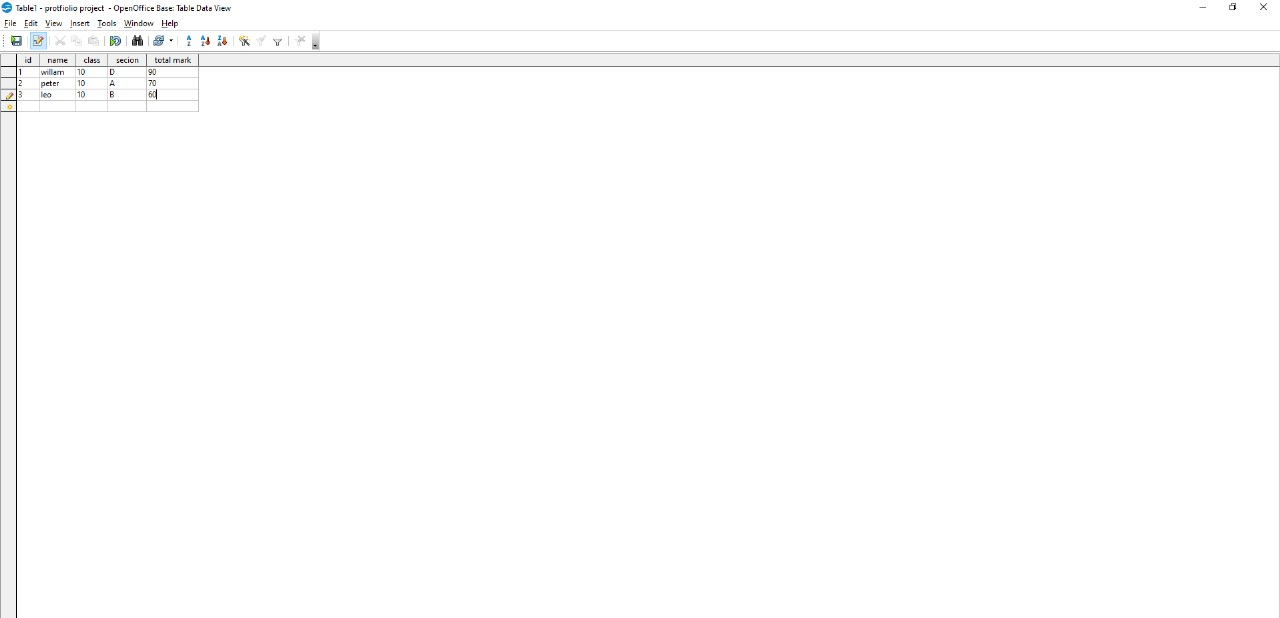 Table1 - protfiolio project - OpenOffice Base: Table Data View
File Edit View Insert Tools Window Help
id name class secion total mark
1 willam 10 D 90
2 peter 10 A 70
3 leo 10 B 60